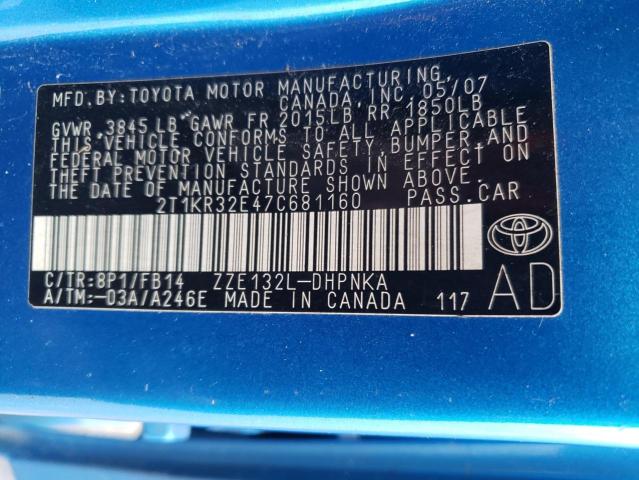 MFD. BY: TOYOTA MOTOR MANUFACTURING,
CANADA, INC. 05/07
GVWR 3845 LB GAWR FR 2015LB RR 1850LB
THIS VEHICLE CONFORMS TO ALL APPLICABLE
FEDERAL MOTOR VEHICLE SAFETY, BUMPER, AND
THEFT PREVENTION STANDARDS IN EFFECT ON
THE DATE OF MANUFACTURE SHOWN ABOVE.
2T1KR32E47C681160 PASS.CAR
C/TR:8P1/FB14 ZZE132L-DHPNKA
A/TM:-03A/A246E MADE IN CANADA 117
AD